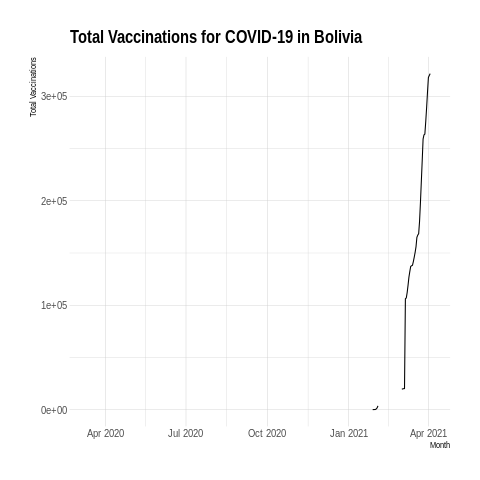 Total Vaccinations for COVID-19 in Bolivia
Total Vaccinations
3e+05
2e+05
1e+05
0e+00
Apr 2020 Jul 2020 Oct 2020 Jan 2021 Apr 2021
Month